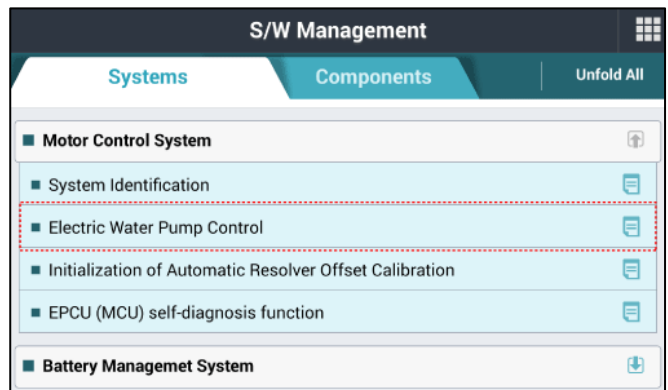 S/W Management
Systems
Components
Unfold All
Motor Control System
System Identification
Electric Water Pump Control
Initialization of Automatic Resolver Offset Calibration
EPCU (MCU) self-diagnosis function
Battery Managemet System